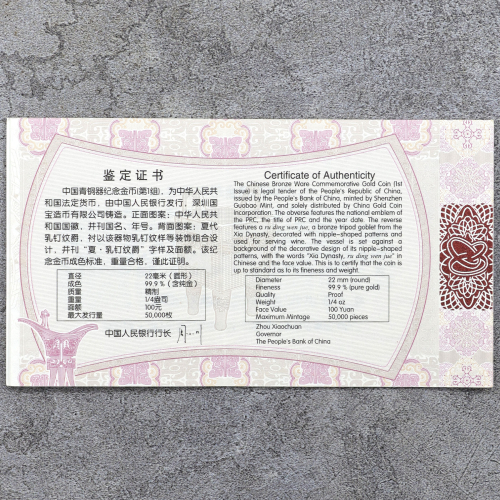 鉴定证书
中国青铜器纪念金币(第1组),为中华人民共
和国法定货币,由中国人民银行发行,深圳国
宝造币有限公司铸造。正面图案:中华人民共
和国国徽,并刊国名、年号。背面图案:夏代
乳钉纹爵,衬以该器物乳钉纹样等装饰组合设
计,并刊“夏·乳钉纹爵”字样及面额。该纪
念金币成色标准,重量合格,谨此证明。
直径 22毫米(圆形)
成色 99.9%(含纯金)
质量 精制
重量 1/4盎司
面额 100元
最大发行量 50,000枚
中国人民银行行长
Certificate of Authenticity
The Chinese Bronze Ware Commemorative Gold Coin (1st
Issue) is legal tender of the People's Republic of China,
issued by the People's Bank of China, minted by Shenzhen
Guobao Mint, and solely distributed by China Gold Coin
Incorporation. The obverse features the national emblem of
the PRC, the title of PRC and the year date. The reverse
features a ru ding wen jue, a bronze tripod goblet from the
Xia Dynasty, decorated with nipple-shaped patterns and
used for serving wine. The vessel is set against a
background of the decorative design of its nipple-shaped
patterns, with the words "Xia Dynasty, ru ding wen jue" in
Chinese and the face value. This is to certify that the coin is
up to standard as to its fineness and weight.
Diameter 22 mm (round)
Fineness 99.9 % (pure gold)
Quality Proof
Weight 1/4 oz
Face Value 100 Yuan
Maximum Mintage 50,000 pieces
Zhou Xiaochuan
Governor
The People's Bank of China